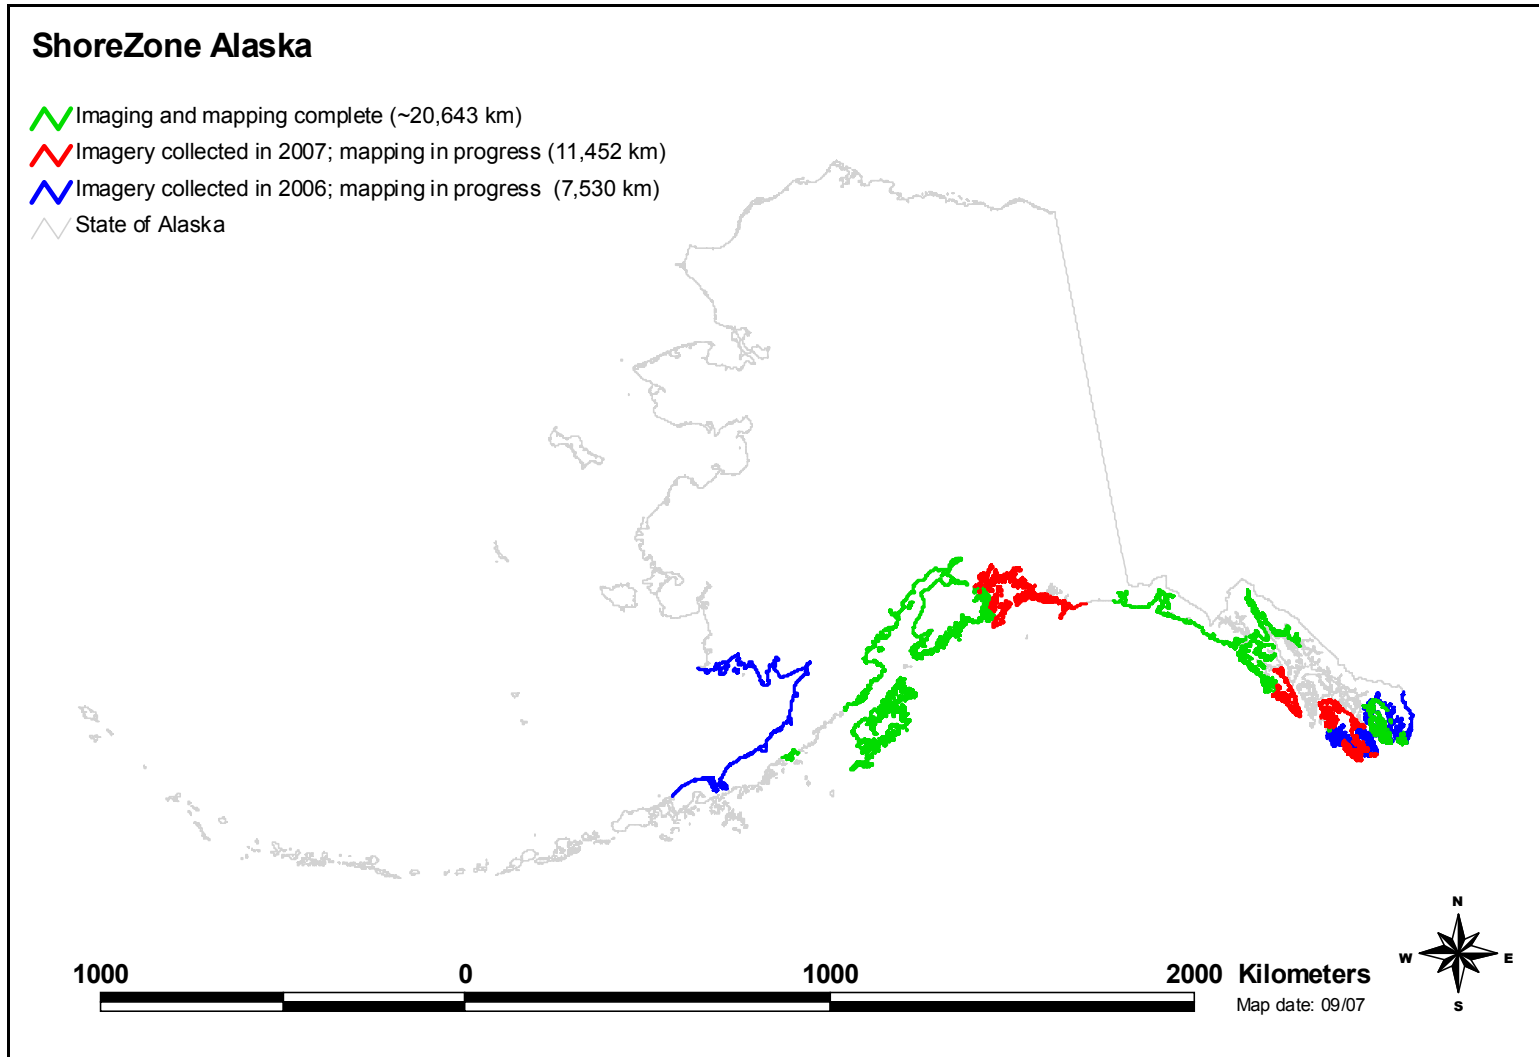 ShoreZone Alaska
Imaging and mapping complete (~20,643 km)
Imagery collected in 2007; mapping in progress (11,452 km)
Imagery collected in 2006; mapping in progress  (7,530 km)
State of Alaska
N
W E
S
1000 0 1000 2000 Kilometers
Map date: 09/07